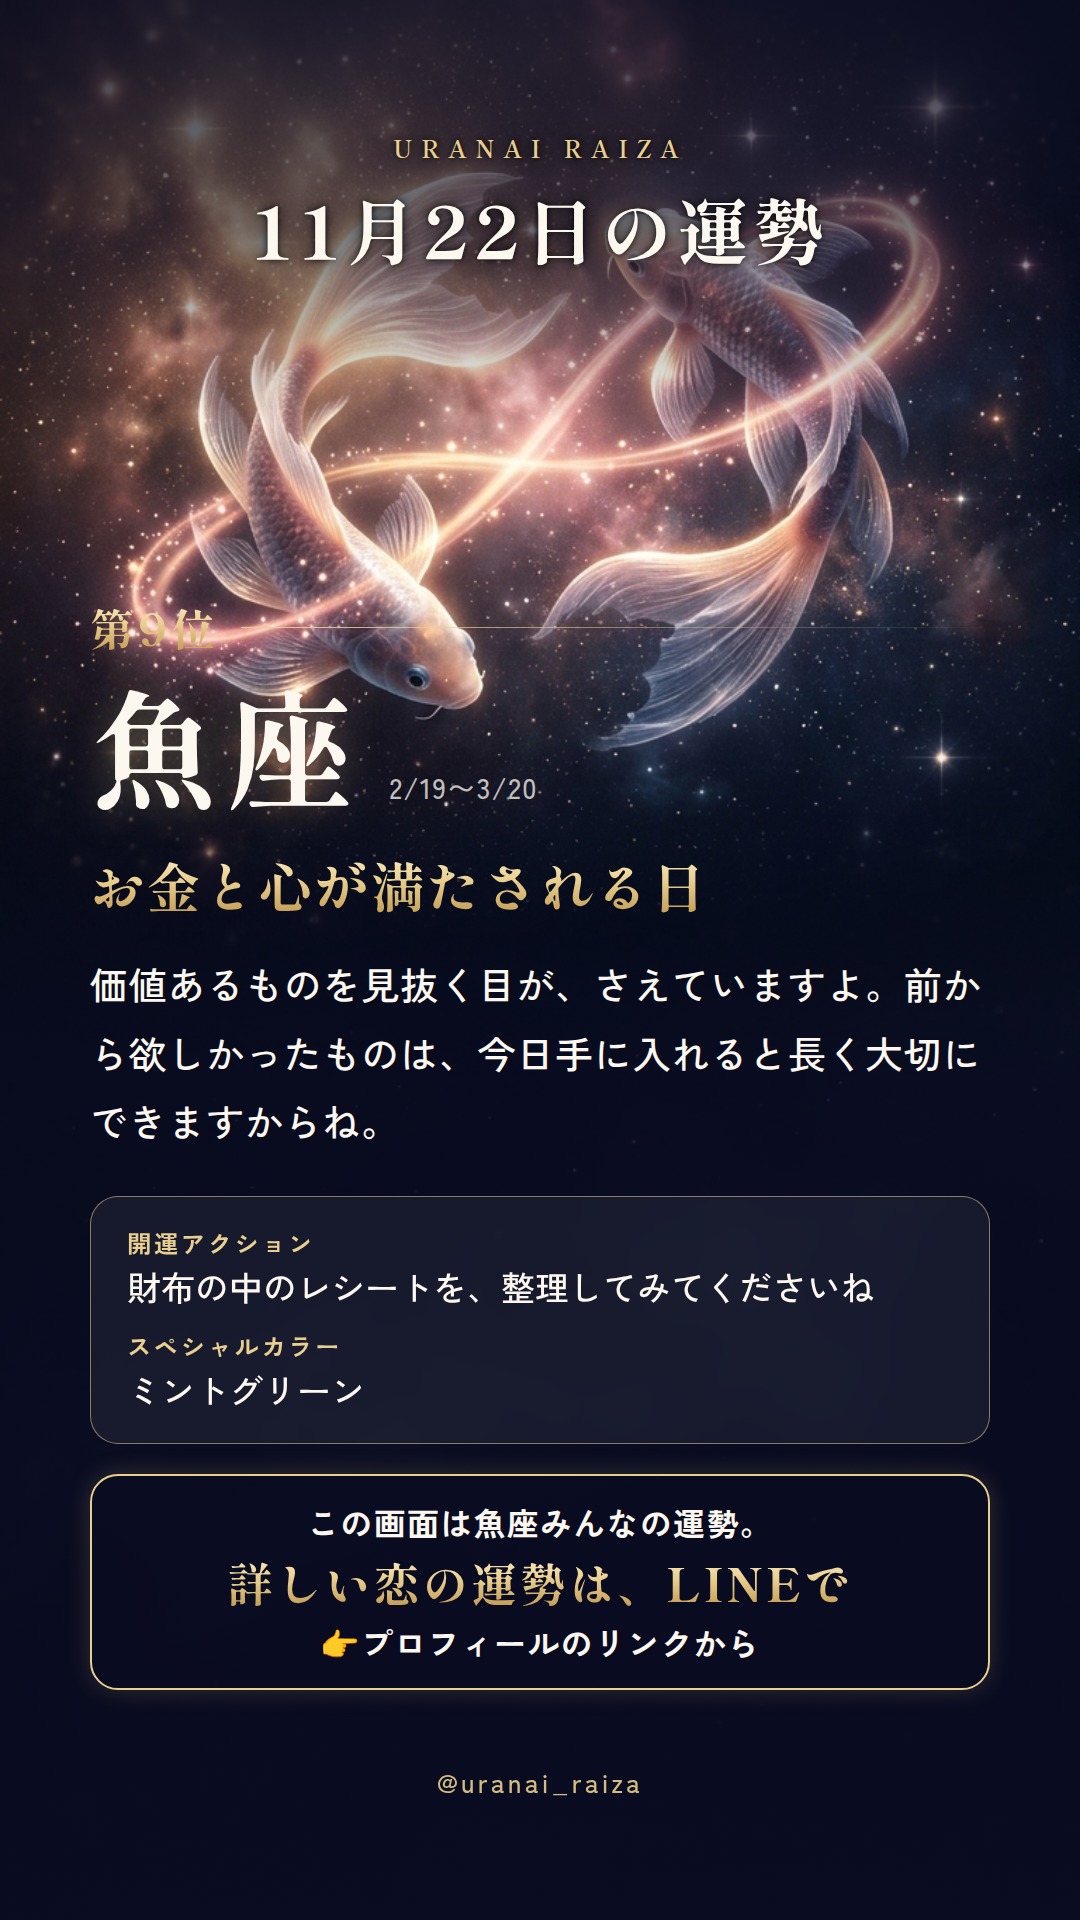 URANAI RAIZA
11月22日の運勢
第9位
魚座 2/19〜3/20
お金と心が満たされる日
価値あるものを見抜く目が、さえていますよ。前か
ら欲しかったものは、今日手に入れると長く大切に
できますからね。
開運アクション
財布の中のレシートを、整理してみてくださいね
スペシャルカラー
ミントグリーン
この画面は魚座みんなの運勢。
詳しい恋の運勢は、LINEで
👉プロフィールのリンクから
@uranai_raiza